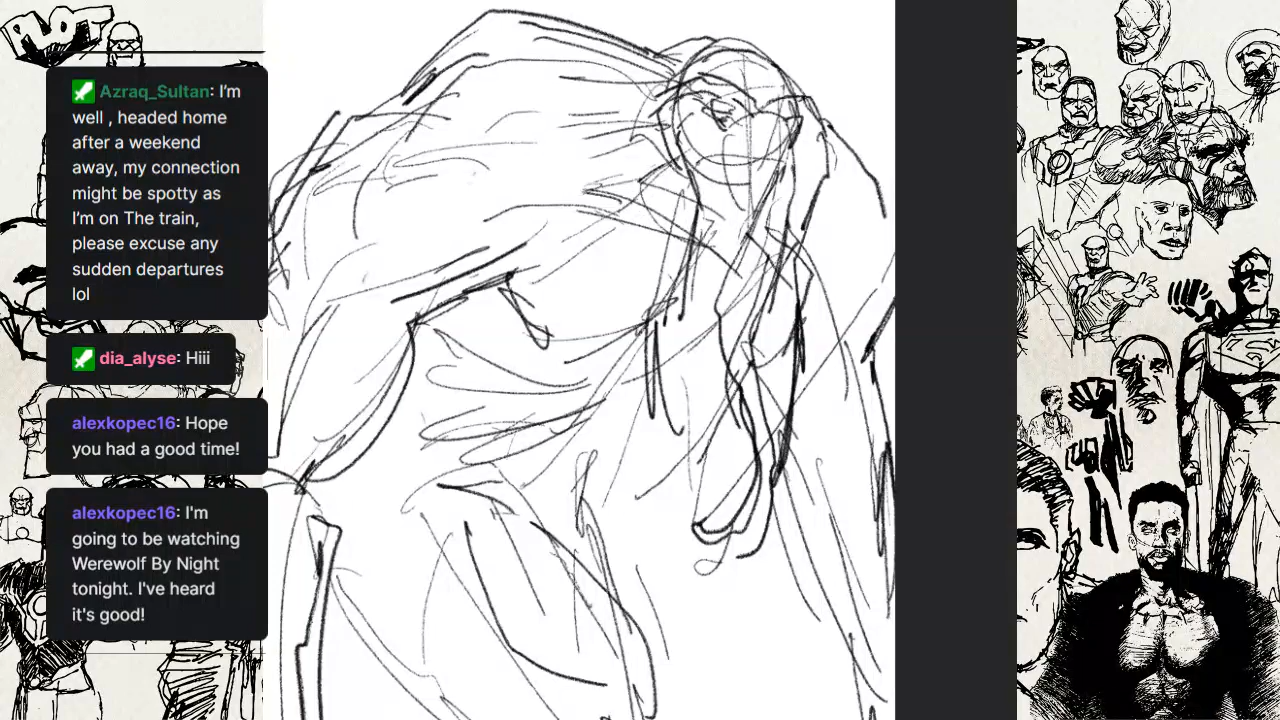 PLOT
Azraq_Sultan: I'm
well , headed home
after a weekend
away, my connection
might be spotty as
I'm on The train,
please excuse any
sudden departures
lol
dia_alyse: Hiii
alexkopec16: Hope
you had a good time!
alexkopec16: I'm
going to be watching
Werewolf By Night
tonight. I've heard
it's good!